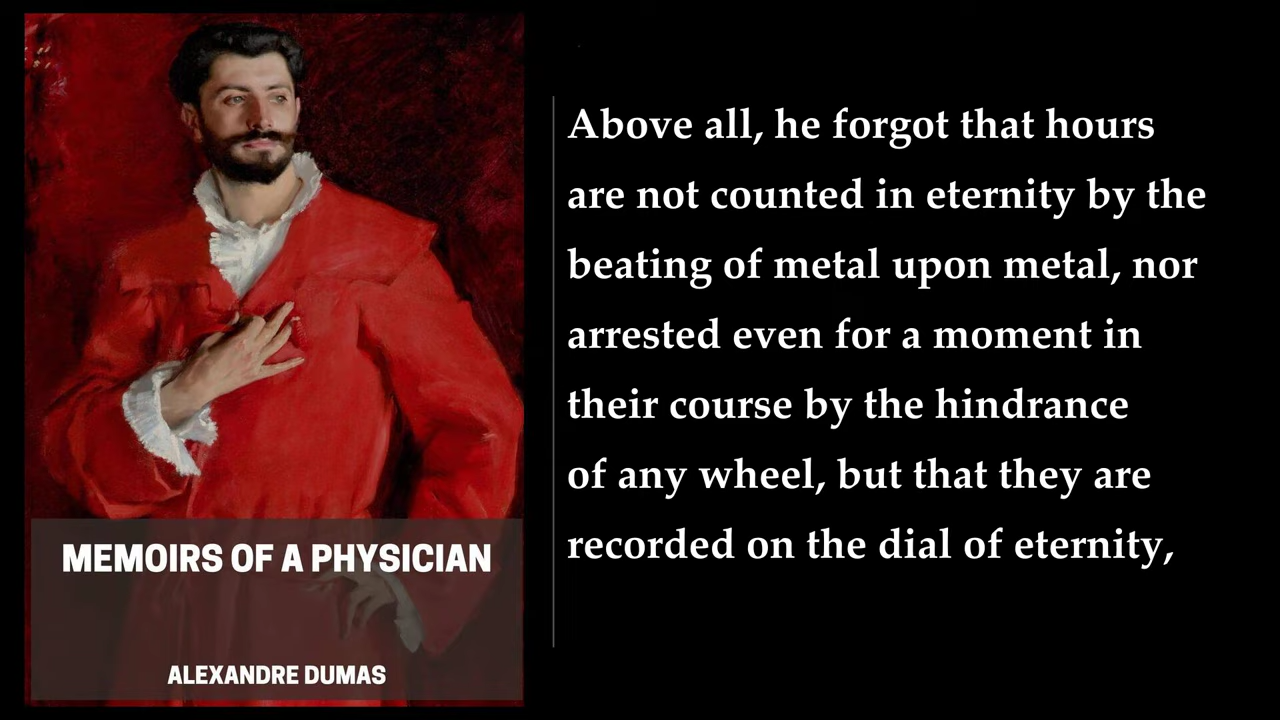 MEMOIRS OF A PHYSICIAN
ALEXANDRE DUMAS
Above all, he forgot that hours
are not counted in eternity by the
beating of metal upon metal, nor
arrested even for a moment in
their course by the hindrance
of any wheel, but that they are
recorded on the dial of eternity,